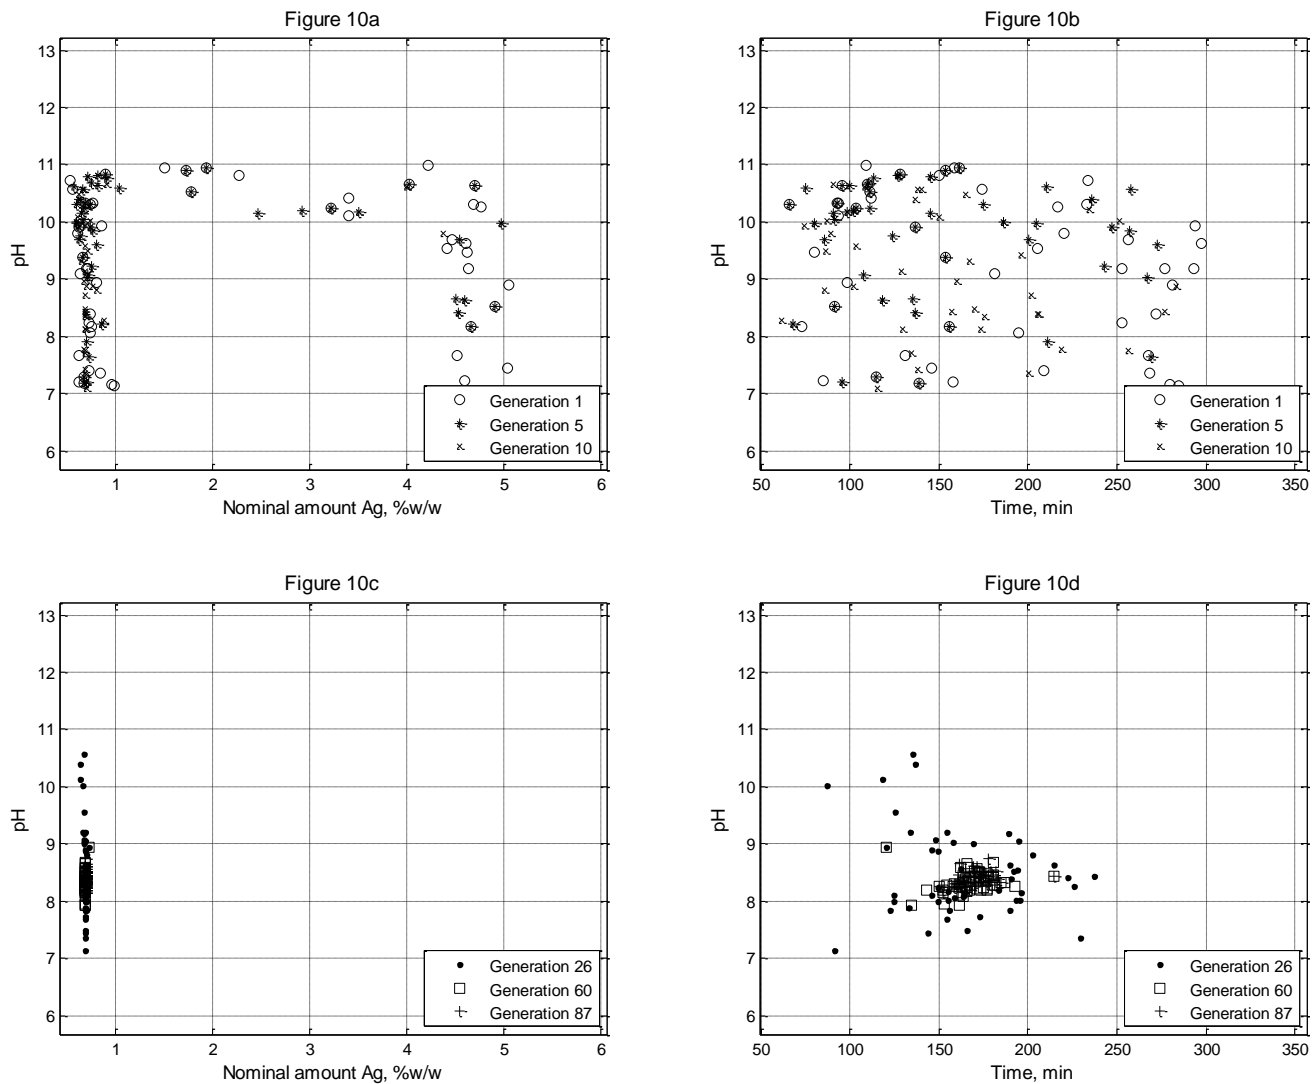 Figure 10a
13
12
11
10
9
8
7
6
pH
1
2
3
4
5
6
Nominal amount Ag, %w/w
Generation 1
Generation 5
Generation 10
Figure 10b
13
12
11
10
9
8
7
6
pH
50
100
150
200
250
300
350
Time, min
Generation 1
Generation 5
Generation 10
Figure 10c
13
12
11
10
9
8
7
6
pH
1
2
3
4
5
6
Nominal amount Ag, %w/w
Generation 26
Generation 60
Generation 87
Figure 10d
13
12
11
10
9
8
7
6
pH
50
100
150
200
250
300
350
Time, min
Generation 26
Generation 60
Generation 87